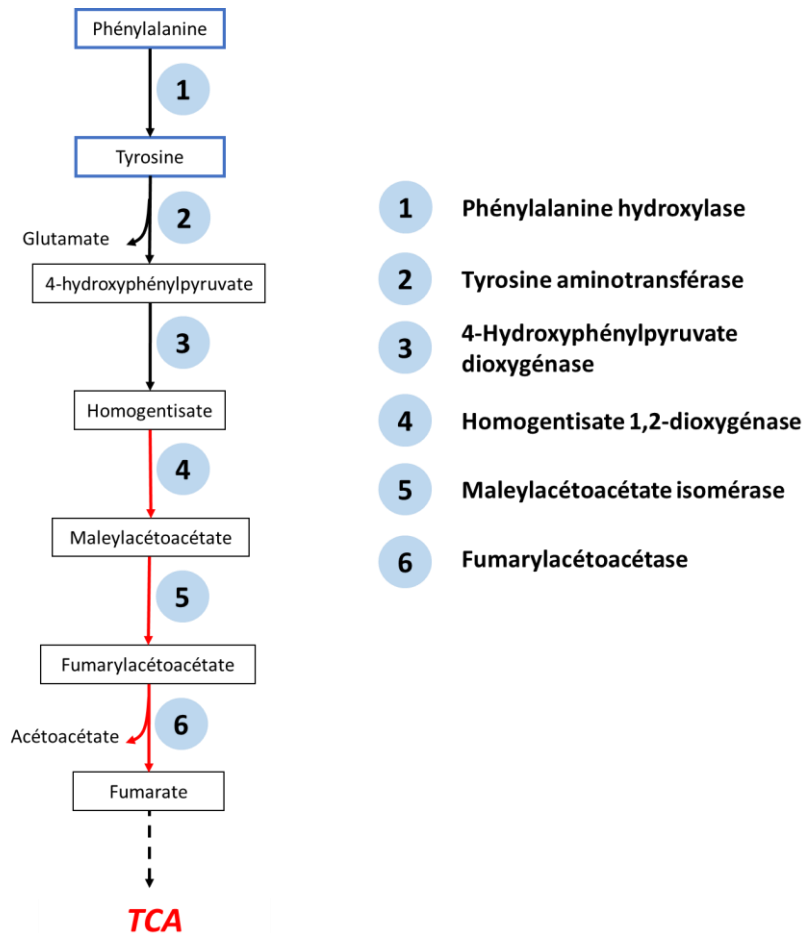 Phénylalanine
1
Tyrosine
2
Glutamate
4-hydroxyphénylpyruvate
3
Homogentisate
4
Maleylacétoacétate
5
Fumarylacétoacétate
6
Acétoacétate
Fumarate
TCA
1 Phénylalanine hydroxylase
2 Tyrosine aminotransférase
3 4-Hydroxyphénylpyruvate
dioxygénase
4 Homogentisate 1,2-dioxygénase
5 Maleylacétoacétate isomérase
6 Fumarylacétoacétase